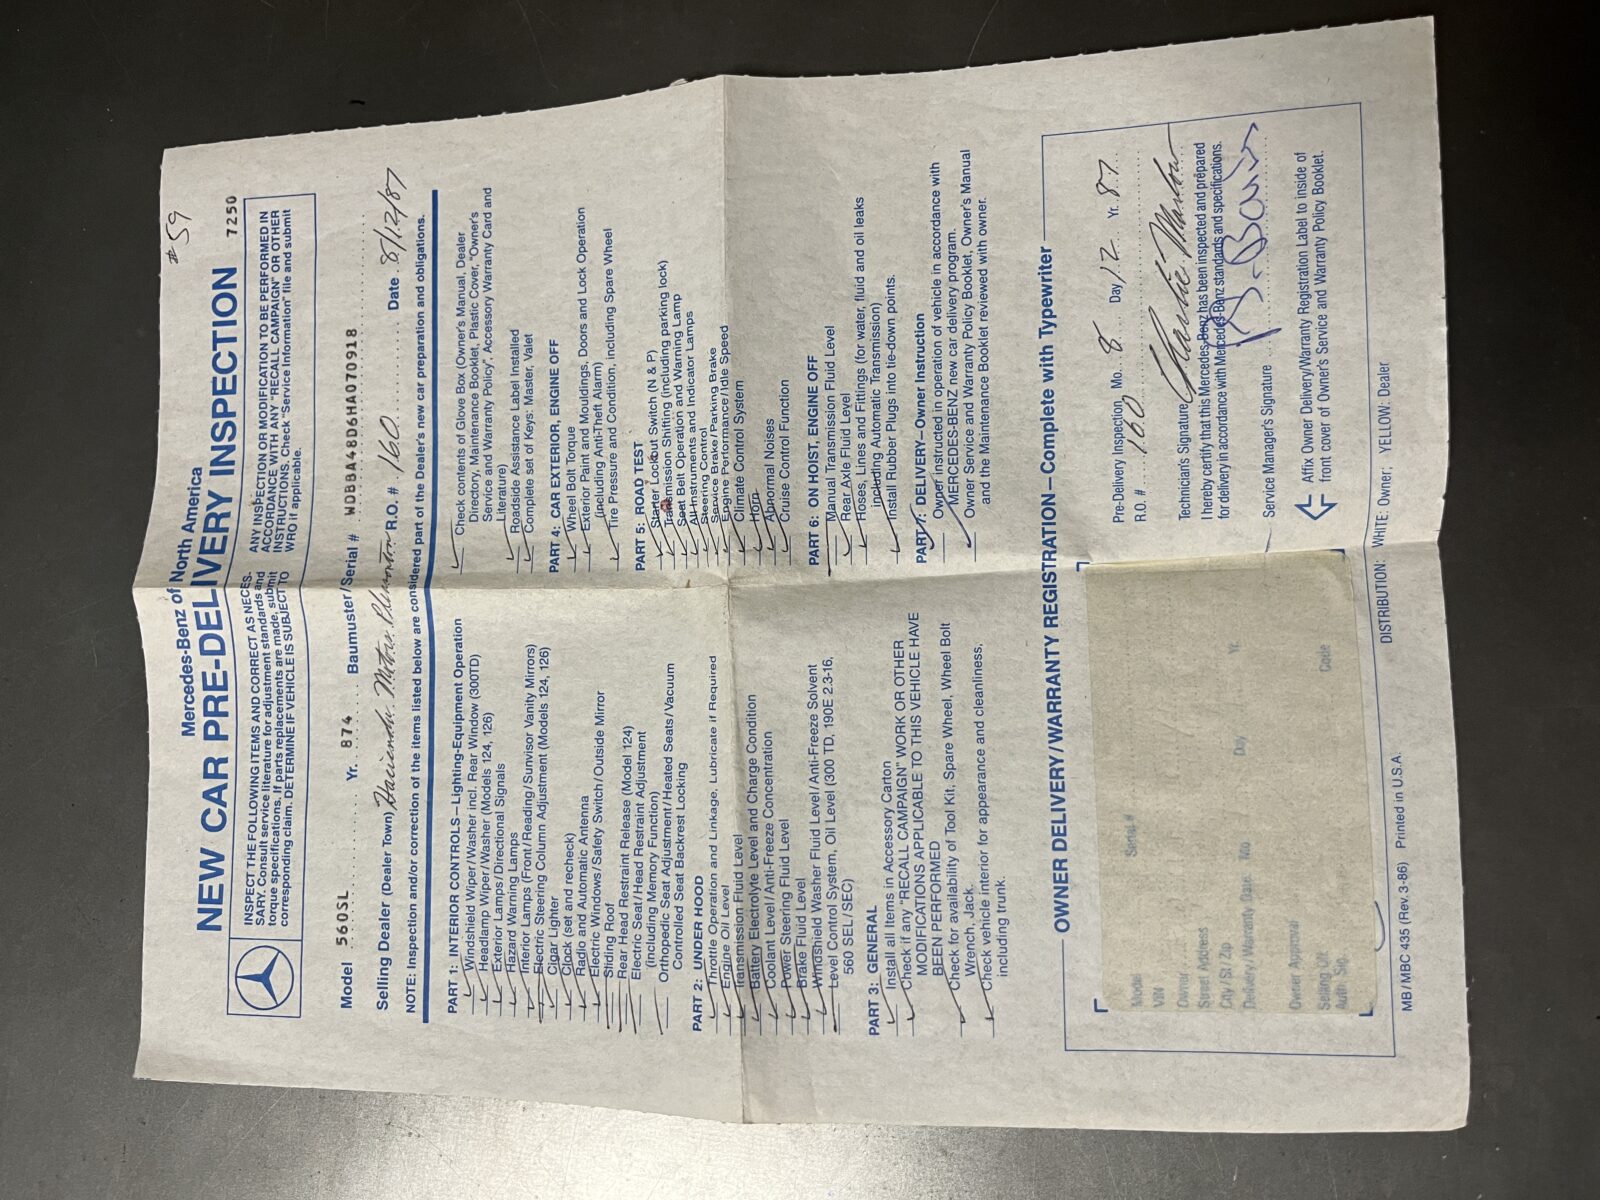 #59
Mercedes-Benz of North America
NEW CAR PRE-DELIVERY INSPECTION
7250
INSPECT THE FOLLOWING ITEMS AND CORRECT AS NECES-
SARY. Consult service literature for adjustment standards and
torque specifications. If parts replacements are made, submit
corresponding claim. DETERMINE IF VEHICLE IS SUBJECT TO
ANY INSPECTION OR MODIFICATION TO BE PERFORMED IN
ACCORDANCE WITH ANY "RECALL CAMPAIGN" OR OTHER
INSTRUCTIONS. Check "Service Information" file and submit
WRO if applicable.
Model 560SL Yr. 874 Baumuster/Serial # WDBBA48D6HA070918
Selling Dealer (Dealer Town) Hacienda Motors R.O. # 160 Date 8/12/87
NOTE: Inspection and/or correction of the items listed below are considered part of the Dealer's new car preparation and obligations.
PART 1: INTERIOR CONTROLS–Lighting-Equipment Operation
Windshield Wiper/Washer incl. Rear Window (300TD)
Headlamp Wiper/Washer (Models 124, 126)
Exterior Lamps/Directional Signals
Hazard Warning Lamps
Interior Lamps (Front/Reading/Sunvisor Vanity Mirrors)
Electric Steering Column Adjustment (Models 124, 126)
Cigar Lighter
Clock (set and recheck)
Radio and Automatic Antenna
Electric Windows/Safety Switch/Outside Mirror
Sliding Roof
Rear Head Restraint Release (Model 124)
Electric Seat/Head Restraint Adjustment
(including Memory Function)
Orthopedic Seat Adjustment/Heated Seats/Vacuum
Controlled Seat Backrest Locking
PART 2: UNDER HOOD
Throttle Operation and Linkage, Lubricate if Required
Engine Oil Level
Transmission Fluid Level
Battery Electrolyte Level and Charge Condition
Coolant Level/Anti-Freeze Concentration
Power Steering Fluid Level
Brake Fluid Level
Windshield Washer Fluid Level/Anti-Freeze Solvent
Level Control System, Oil Level (300 TD, 190E 2.3-16,
560 SEL/SEC)
PART 3: GENERAL
Install all Items in Accessory Carton
Check if any "RECALL CAMPAIGN" WORK OR OTHER
MODIFICATIONS APPLICABLE TO THIS VEHICLE HAVE
BEEN PERFORMED
Check for availability of Tool Kit, Spare Wheel, Wheel Bolt
Wrench, Jack.
Check vehicle interior for appearance and cleanliness,
including trunk.
Check contents of Glove Box (Owner's Manual, Dealer
Directory, Maintenance Booklet, Plastic Cover, "Owner's
Service and Warranty Policy", Accessory Warranty Card and
Literature)
Roadside Assistance Label Installed
Complete set of Keys: Master, Valet
PART 4: CAR EXTERIOR, ENGINE OFF
Wheel Bolt Torque
Exterior Paint and Mouldings, Doors and Lock Operation
(including Anti-Theft Alarm)
Tire Pressure and Condition, including Spare Wheel
PART 5: ROAD TEST
Starter Lockout Switch (N & P)
Transmission Shifting (including parking lock)
Seat Belt Operation and Warning Lamp
All Instruments and Indicator Lamps
Steering Control
Service Brake/Parking Brake
Engine Performance/Idle Speed
Climate Control System
Horn
Abnormal Noises
Cruise Control Function
PART 6: ON HOIST, ENGINE OFF
Manual Transmission Fluid Level
Rear Axle Fluid Level
Hoses, Lines and Fittings (for water, fluid and oil leaks
including Automatic Transmission)
Install Rubber Plugs into tie-down points.
PART 7: DELIVERY–Owner Instruction
Owner instructed in operation of vehicle in accordance with
MERCEDES-BENZ new car delivery program.
Owner Service and Warranty Policy Booklet, Owner's Manual
and the Maintenance Booklet reviewed with owner.
OWNER DELIVERY/WARRANTY REGISTRATION–Complete with Typewriter
Model Serial #
VIN
Owner
Street Address
City / St / Zip
Delivery / Warranty Date Mo Day Yr.
Owner Approval
Selling Dlr Code
Auth Sig.
Pre-Delivery Inspection Mo. 8 Day 12 Yr. 87
R.O. # 160
Technician's Signature
I hereby certify that this Mercedes-Benz has been inspected and prepared
for delivery in accordance with Mercedes-Benz standards and specifications.
Service Manager's Signature
Affix Owner Delivery/Warranty Registration Label to inside of
front cover of Owner's Service and Warranty Policy Booklet.
MB/MBC 435 (Rev. 3-86) Printed in U.S.A.
DISTRIBUTION: WHITE: Owner; YELLOW: Dealer